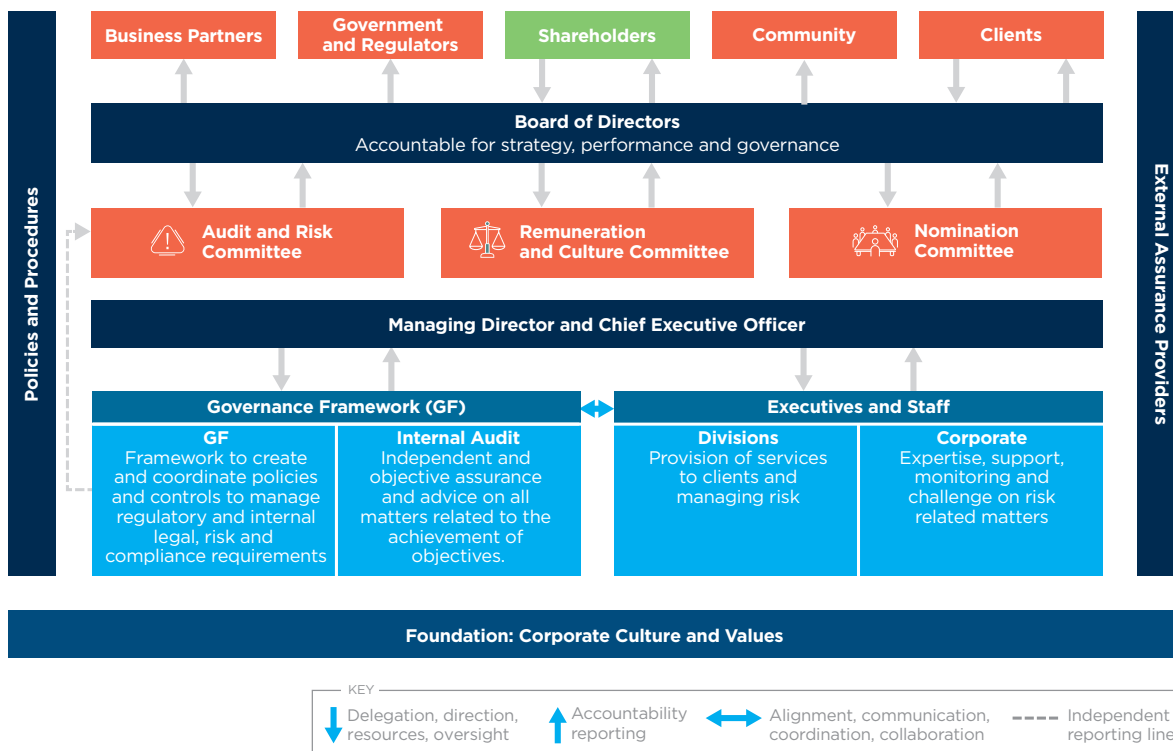 Policies and Procedures
External Assurance Providers
Business Partners
Government
and Regulators
Shareholders
Community
Clients
Board of Directors
Accountable for strategy, performance and governance
Audit and Risk
Committee
Remuneration
and Culture Committee
Nomination
Committee
Managing Director and Chief Executive Officer
Governance Framework (GF)
GF
Framework to create
and coordinate policies
and controls to manage
regulatory and internal
legal, risk and
compliance requirements
Internal Audit
Independent and
objective assurance
and advice on all
matters related to the
achievement of
objectives.
Executives and Staff
Divisions
Provision of services
to clients and
managing risk
Corporate
Expertise, support,
monitoring and
challenge on risk
related matters
Foundation: Corporate Culture and Values
KEY
Delegation, direction,
resources, oversight
Accountability
reporting
Alignment, communication,
coordination, collaboration
Independent
reporting line